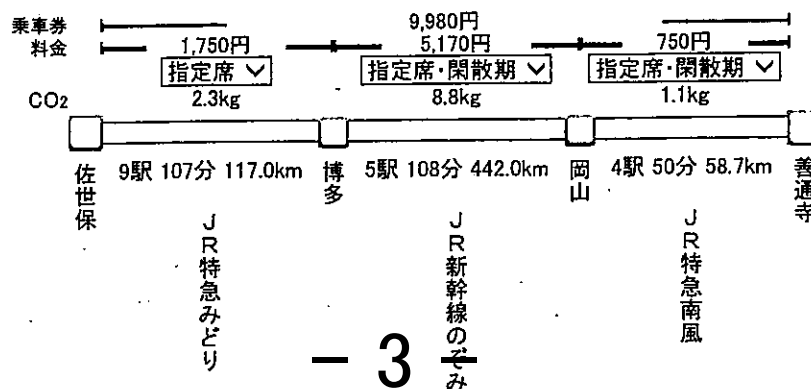 乗車券 9,980円
料金 1,750円 5,170円 750円
指定席 指定席・閑散期 指定席・閑散期
CO2 2.3kg 8.8kg 1.1kg
佐世保 9駅 107分 117.0km 博多 5駅 108分 442.0km 岡山 4駅 50分 58.7km 善通寺
JR特急みどり
JR新幹線のぞみ
JR特急南風
- 3 -